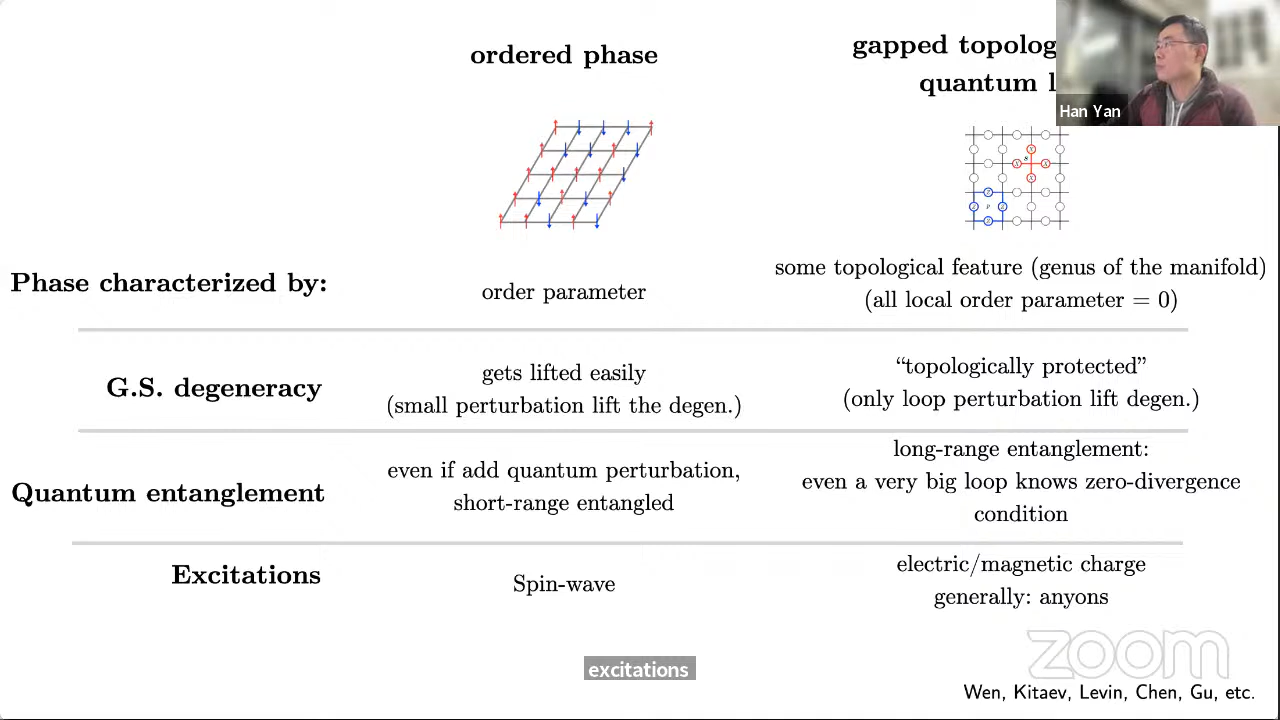 ordered phase
gapped
quantum
Han Yan
Phase characterized by:
order parameter
some topological feature (genus of the manifold)
(all local order parameter = 0)
G.S. degeneracy
gets lifted easily
(small perturbation lift the degen.)
“topologically protected”
(only loop perturbation lift degen.)
Quantum entanglement
even if add quantum perturbation,
short-range entangled
long-range entanglement:
even a very big loop knows zero-divergence
condition
Excitations
Spin-wave
electric/magnetic charge
generally: anyons
zoom
excitations
Wen, Kitaev, Levin, Chen, Gu, etc.